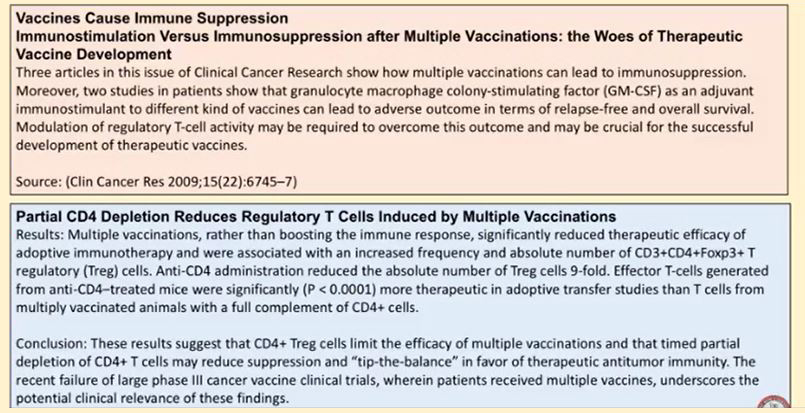 Vaccines Cause Immune Suppression
Immunostimulation Versus Immunosuppression after Multiple Vaccinations: the Woes of Therapeutic
Vaccine Development
Three articles in this issue of Clinical Cancer Research show how multiple vaccinations can lead to immunosuppression.
Moreover, two studies in patients show that granulocyte macrophage colony-stimulating factor (GM-CSF) as an adjuvant
immunostimulant to different kind of vaccines can lead to adverse outcome in terms of relapse-free and overall survival.
Modulation of regulatory T-cell activity may be required to overcome this outcome and may be crucial for the successful
development of therapeutic vaccines.
Source: (Clin Cancer Res 2009;15(22):6745–7)
Partial CD4 Depletion Reduces Regulatory T Cells Induced by Multiple Vaccinations
Results: Multiple vaccinations, rather than boosting the immune response, significantly reduced therapeutic efficacy of
adoptive immunotherapy and were associated with an increased frequency and absolute number of CD3+CD4+Foxp3+ T
regulatory (Treg) cells. Anti-CD4 administration reduced the absolute number of Treg cells 9-fold. Effector T-cells generated
from anti-CD4–treated mice were significantly (P < 0.0001) more therapeutic in adoptive transfer studies than T cells from
multiply vaccinated animals with a full complement of CD4+ cells.
Conclusion: These results suggest that CD4+ Treg cells limit the efficacy of multiple vaccinations and that timed partial
depletion of CD4+ T cells may reduce suppression and “tip-the-balance” in favor of therapeutic antitumor immunity. The
recent failure of large phase III cancer vaccine clinical trials, wherein patients received multiple vaccines, underscores the
potential clinical relevance of these findings.